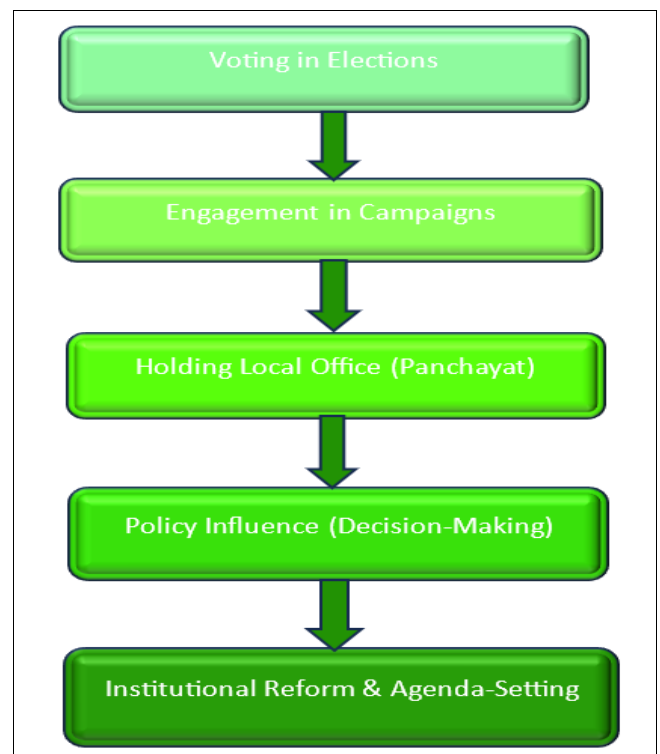 Voting in Elections
Engagement in Campaigns
Holding Local Office (Panchayat)
Policy Influence (Decision-Making)
Institutional Reform & Agenda-Setting